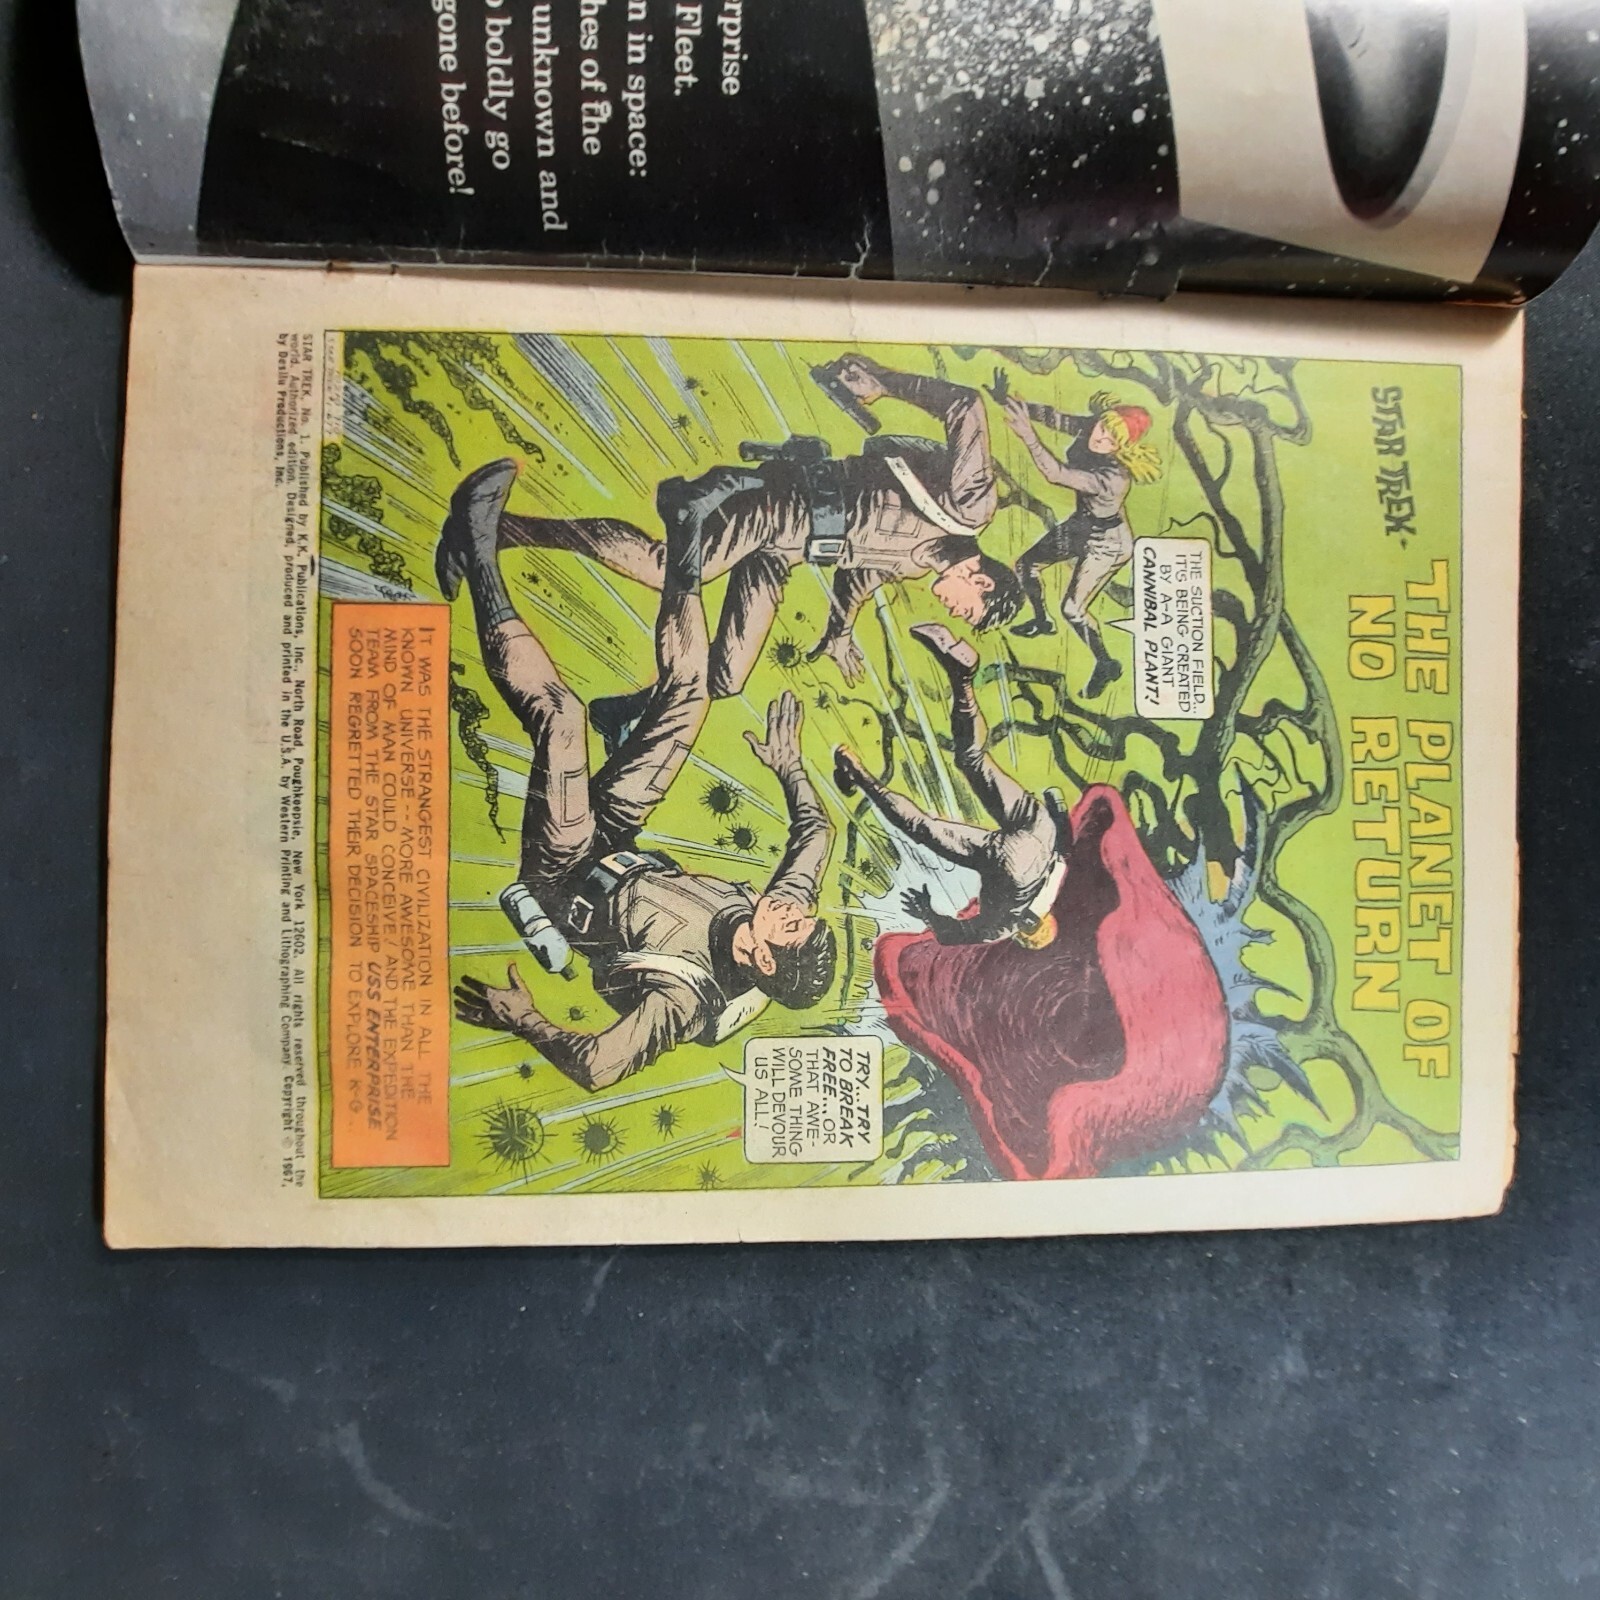 rprise
Fleet.
n in space:
hes of the
unknown and
boldly go
gone before!
STAR TREK-
THE PLANET OF
NO RETURN
THE SUCTION FIELD...
IT'S BEING CREATED
BY A-A GIANT
CANNIBAL PLANT!
TRY...TRY
TO BREAK
FREE...OR
THAT AWE-
SOME THING
WILL DEVOUR
US ALL!
IT WAS THE STRANGEST CIVILIZATION IN ALL THE
KNOWN UNIVERSE-- MORE AWESOME THAN THE
MIND OF MAN COULD CONCEIVE! AND THE EXPEDITION
TEAM FROM THE STAR SPACESHIP USS ENTERPRISE
SOON REGRETTED THEIR DECISION TO EXPLORE K-G...
STAR TREK, No. 1. Published by K.K. Publications, Inc., North Road, Poughkeepsie, New York 12602. All rights reserved throughout the
world. Authorized edition. Designed, produced and printed in the U.S.A. by Western Printing and Lithographing Company. Copyright © 1967,
by Desilu Productions, Inc.